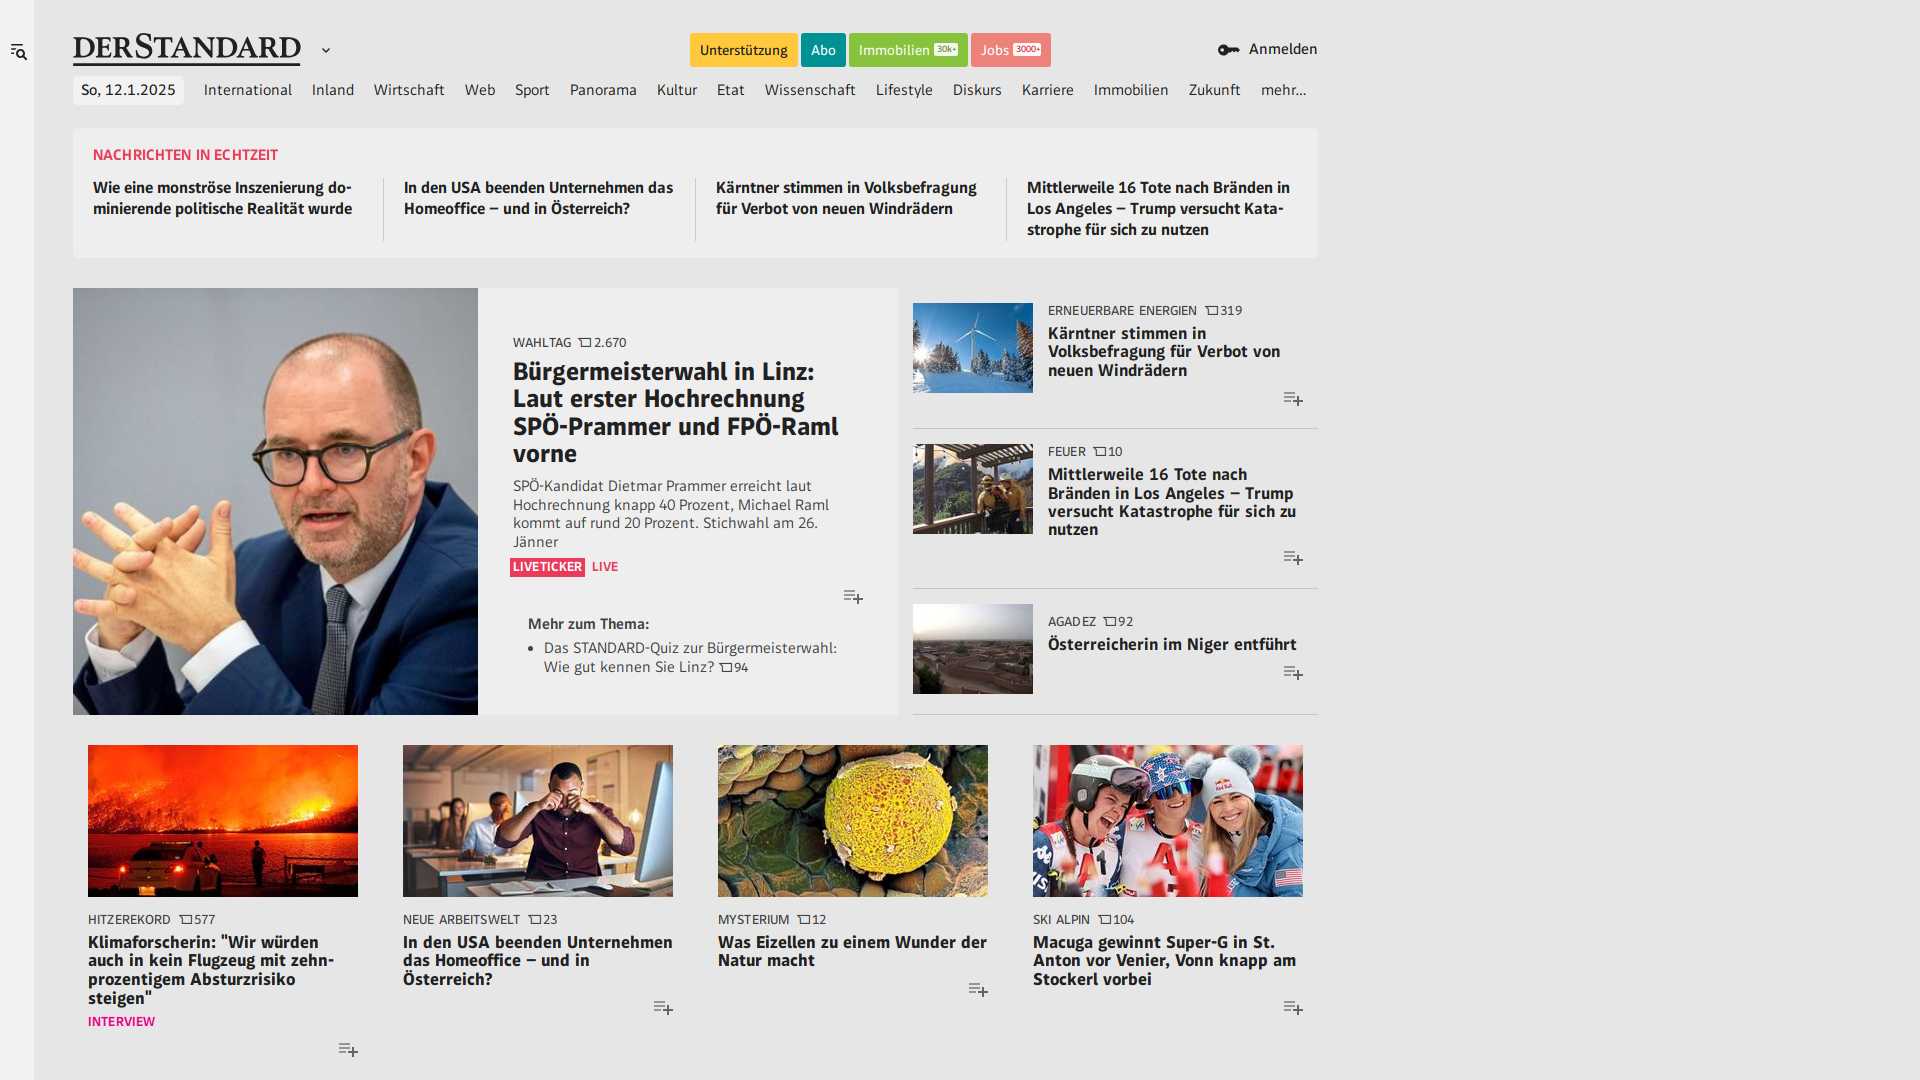 DERSTANDARD
Unterstützung
Abo
Immobilien 30k+
Jobs 3000+
Anmelden
So, 12.1.2025
International
Inland
Wirtschaft
Web
Sport
Panorama
Kultur
Etat
Wissenschaft
Lifestyle
Diskurs
Karriere
Immobilien
Zukunft
mehr...
NACHRICHTEN IN ECHTZEIT
Wie eine monströse Inszenierung do-
minierende politische Realität wurde
In den USA beenden Unternehmen das
Homeoffice – und in Österreich?
Kärntner stimmen in Volksbefragung
für Verbot von neuen Windrädern
Mittlerweile 16 Tote nach Bränden in
Los Angeles – Trump versucht Kata-
strophe für sich zu nutzen
WAHLTAG 2.670
Bürgermeisterwahl in Linz:
Laut erster Hochrechnung
SPÖ-Prammer und FPÖ-Raml
vorne
SPÖ-Kandidat Dietmar Prammer erreicht laut
Hochrechnung knapp 40 Prozent, Michael Raml
kommt auf rund 20 Prozent. Stichwahl am 26.
Jänner
LIVETICKER LIVE
Mehr zum Thema:
• Das STANDARD-Quiz zur Bürgermeisterwahl:
Wie gut kennen Sie Linz? 94
ERNEUERBARE ENERGIEN 319
Kärntner stimmen in
Volksbefragung für Verbot von
neuen Windrädern
FEUER 10
Mittlerweile 16 Tote nach
Bränden in Los Angeles – Trump
versucht Katastrophe für sich zu
nutzen
AGADEZ 92
Österreicherin im Niger entführt
HITZEREKORD 577
Klimaforscherin: "Wir würden
auch in kein Flugzeug mit zehn-
prozentigem Absturzrisiko
steigen"
INTERVIEW
NEUE ARBEITSWELT 23
In den USA beenden Unternehmen
das Homeoffice – und in
Österreich?
MYSTERIUM 12
Was Eizellen zu einem Wunder der
Natur macht
SKI ALPIN 104
Macuga gewinnt Super-G in St.
Anton vor Venier, Vonn knapp am
Stockerl vorbei